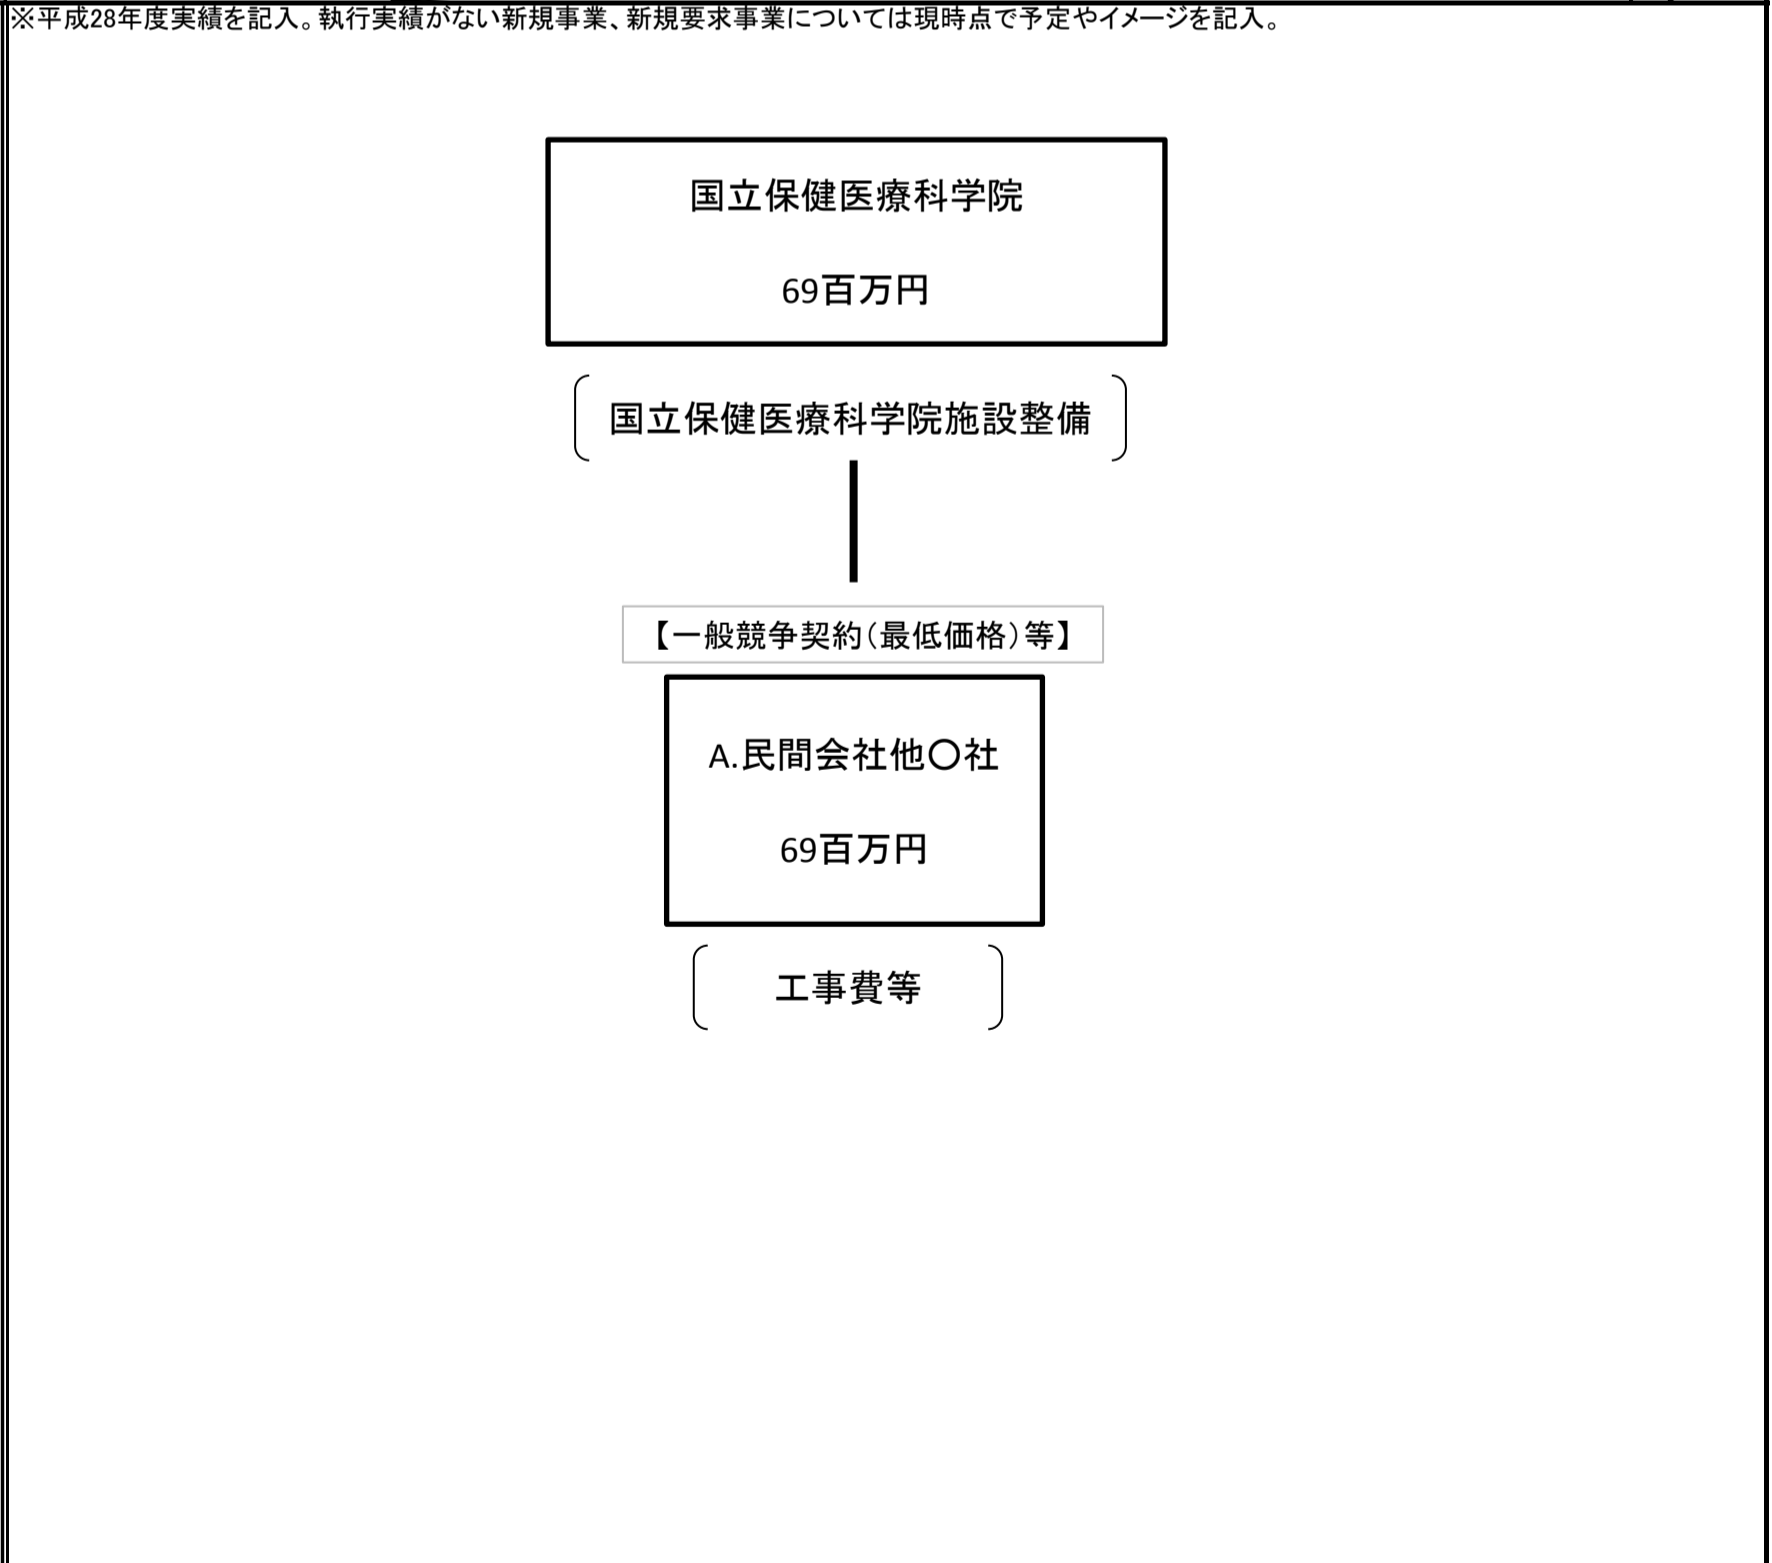 ※平成28年度実績を記入。執行実績がない新規事業、新規要求事業については現時点で予定やイメージを記入。
国立保健医療科学院
69百万円
国立保健医療科学院施設整備
【一般競争契約(最低価格)等】
A.民間会社他〇社
69百万円
工事費等